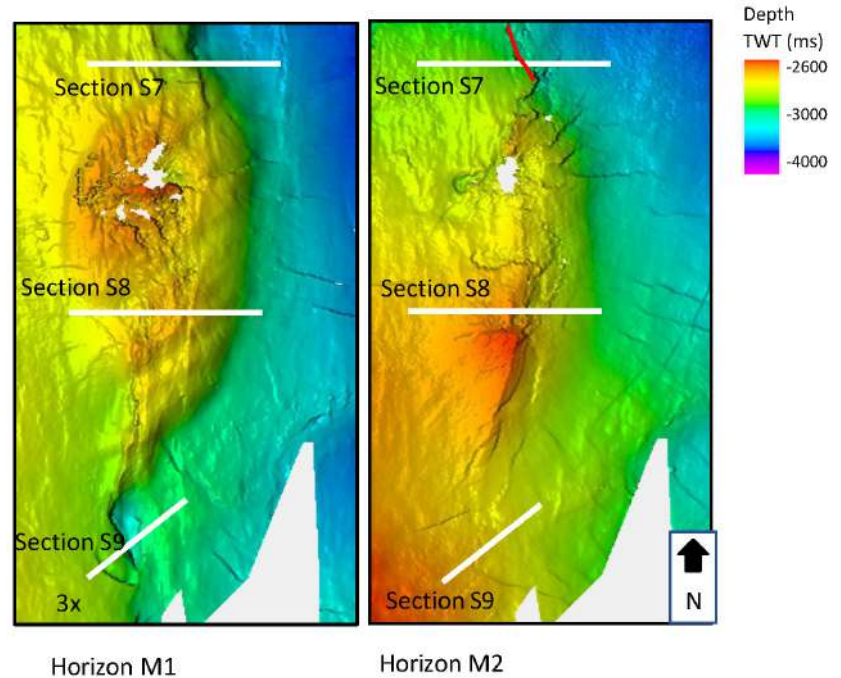 Depth
TWT (ms)
-2600
-3000
-4000
Section S7
Section S8
Section S9
3x
Section S7
Section S8
Section S9
N
Horizon M1
Horizon M2